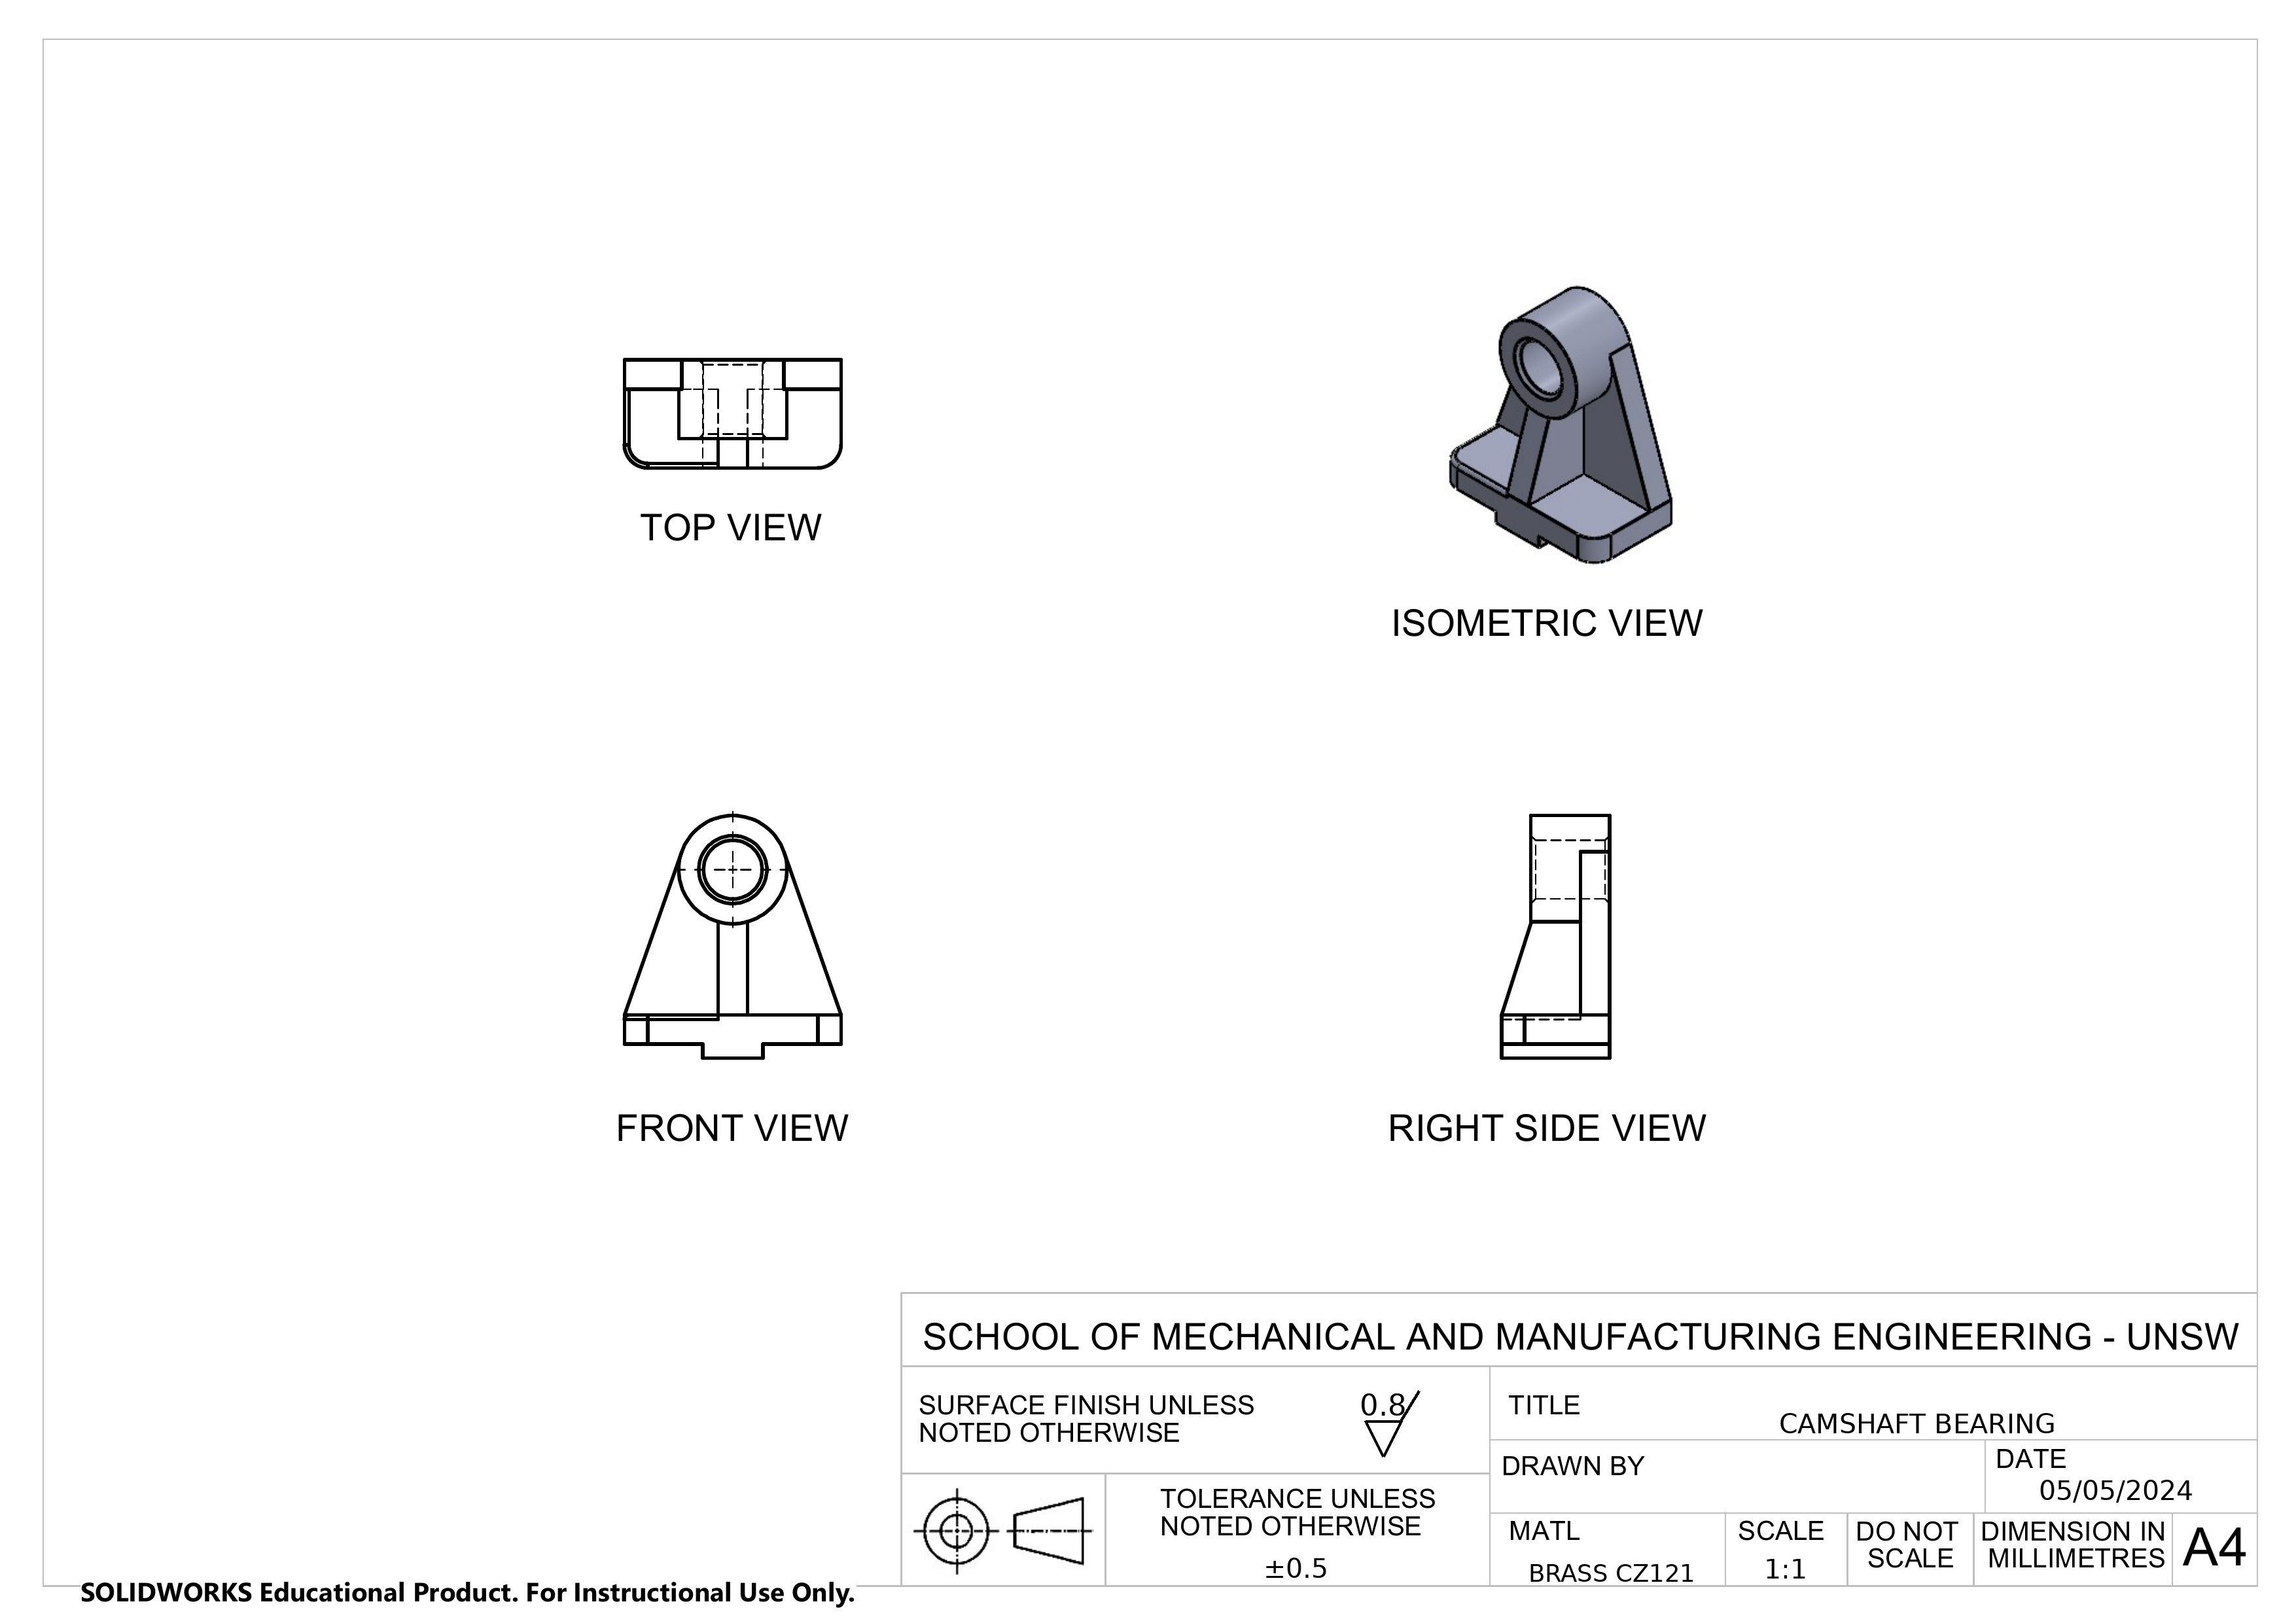 TOP VIEW
ISOMETRIC VIEW
FRONT VIEW
RIGHT SIDE VIEW
SCHOOL OF MECHANICAL AND MANUFACTURING ENGINEERING - UNSW
SURFACE FINISH UNLESS
NOTED OTHERWISE
0.8
TITLE
CAMSHAFT BEARING
DRAWN BY
DATE
05/05/2024
TOLERANCE UNLESS
NOTED OTHERWISE
±0.5
MATL
BRASS CZ121
SCALE
1:1
DO NOT
SCALE
DIMENSION IN
MILLIMETRES
A4
SOLIDWORKS Educational Product. For Instructional Use Only.